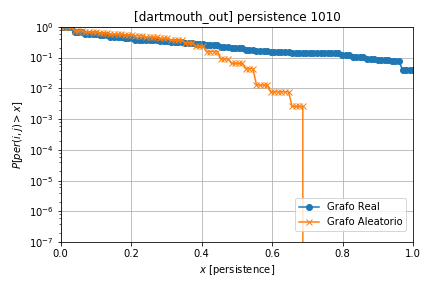 [dartmouth_out] persistence 1010
P[per(i,j) > x]
10^0
10^-1
10^-2
10^-3
10^-4
10^-5
10^-6
10^-7
Grafo Real
Grafo Aleatorio
0.0 0.2 0.4 0.6 0.8 1.0
x [persistence]